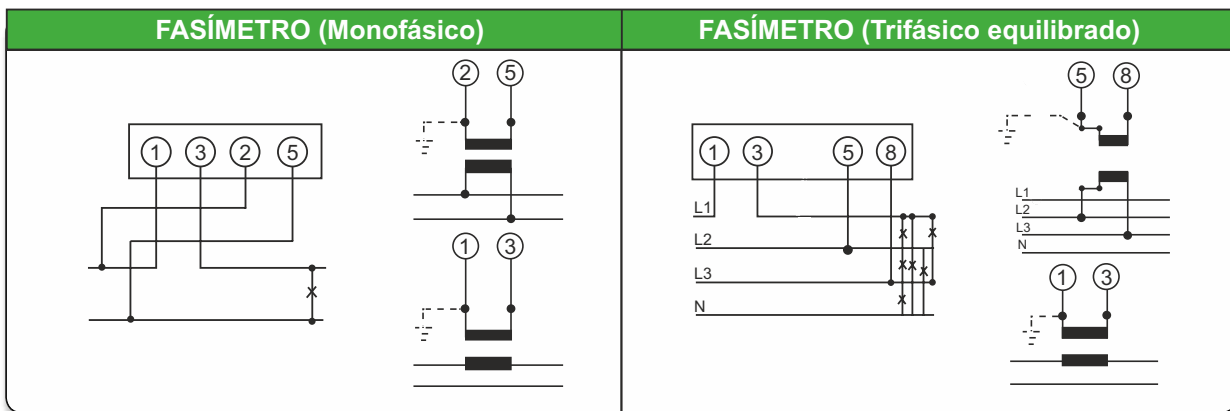 FASÍMETRO (Monofásico)
2 5
1 3 2 5
1 3
FASÍMETRO (Trifásico equilibrado)
5 8
1 3 5 8
L1
L2
L3
N
L1
L2
L3
N
1 3